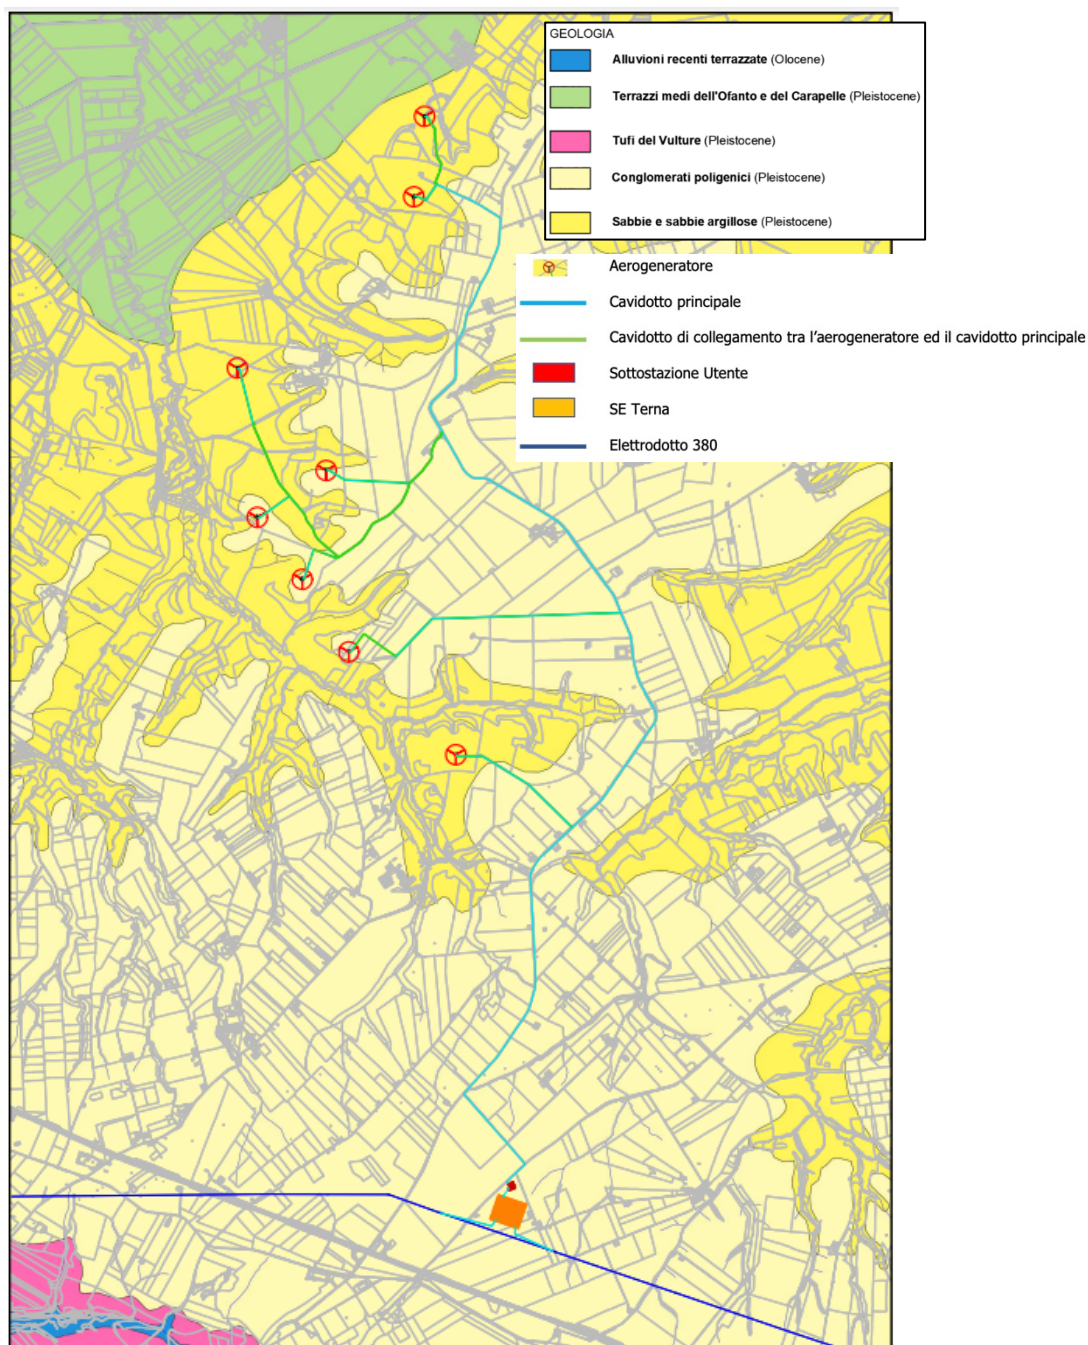 GEOLOGIA
Alluvioni recenti terrazzate (Olocene)
Terrazzi medi dell'Ofanto e del Carapelle (Pleistocene)
Tufi del Vulture (Pleistocene)
Conglomerati poligenici (Pleistocene)
Sabbie e sabbie argillose (Pleistocene)
Aerogeneratore
Cavidotto principale
Cavidotto di collegamento tra l'aerogeneratore ed il cavidotto principale
Sottostazione Utente
SE Terna
Elettrodotto 380